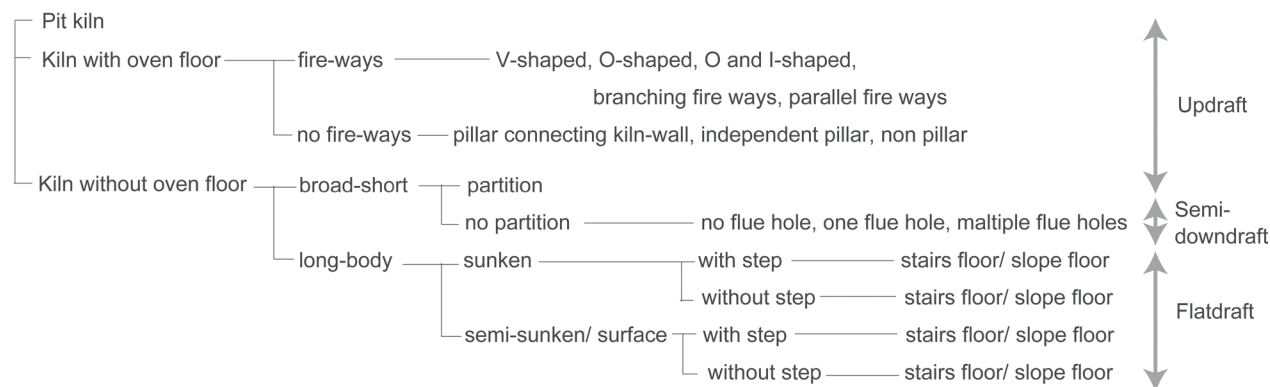 Pit kiln
Kiln with oven floor fire-ways V-shaped, O-shaped, O and I-shaped,
branching fire ways, parallel fire ways
Updraft
no fire-ways pillar connecting kiln-wall, independent pillar, non pillar
Kiln without oven floor broad-short partition
no partition no flue hole, one flue hole, maltiple flue holes
Semi-
downdraft
long-body sunken with step stairs floor/ slope floor
without step stairs floor/ slope floor
Flatdraft
semi-sunken/ surface with step stairs floor/ slope floor
without step stairs floor/ slope floor